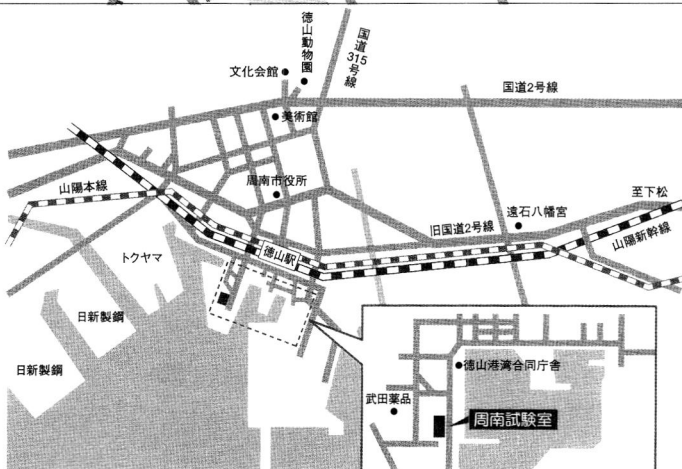 徳山動物園
国道315号線
文化会館
国道2号線
美術館
周南市役所
山陽本線
遠石八幡宮
至下松
旧国道2号線
山陽新幹線
徳山駅
トクヤマ
日新製鋼
日新製鋼
徳山港湾合同庁舎
武田薬品
周南試験室